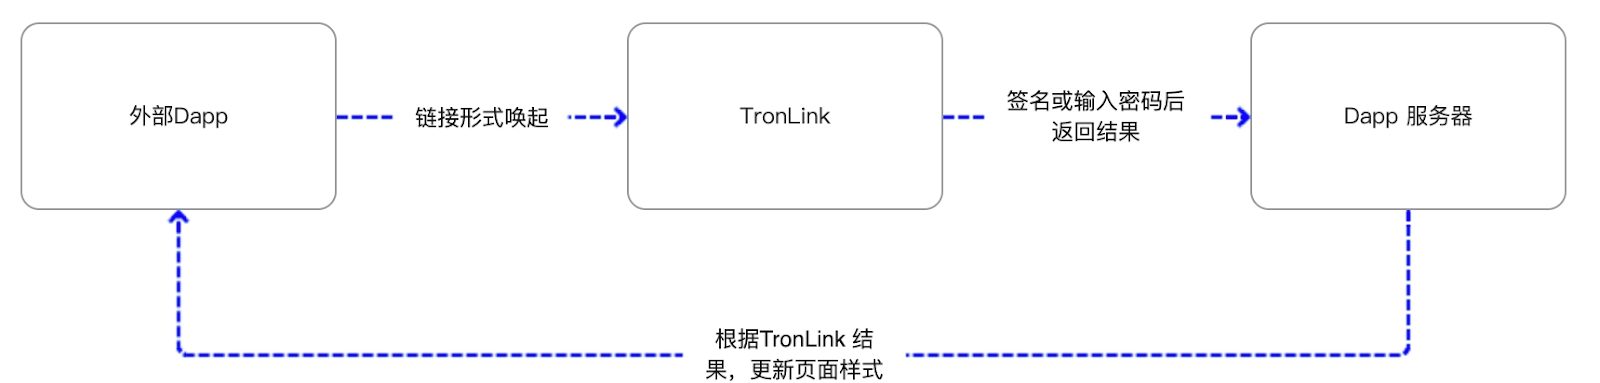 外部Dapp
链接形式唤起
TronLink
签名或输入密码后
返回结果
Dapp 服务器
根据TronLink 结
果，更新页面样式